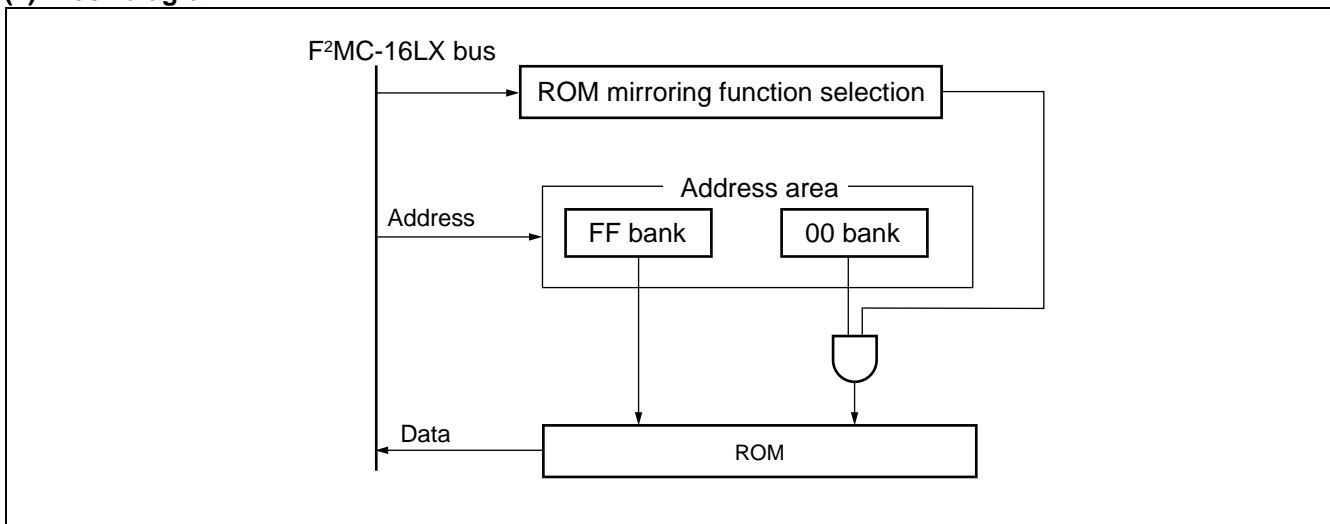 F²MC-16LX bus
ROM mirroring function selection
Address area
Address
FF bank
00 bank
Data
ROM